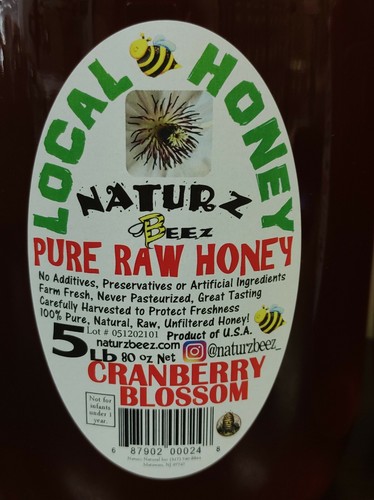 LOCAL HONEY
NATURZ
BEEZ
PURE RAW HONEY
No Additives, Preservatives or Artificial Ingredients
Farm Fresh, Never Pasteurized, Great Tasting
Carefully Harvested to Protect Freshness
100% Pure, Natural, Raw, Unfiltered Honey!
Lot # 051202101 Product of U.S.A.
5 Lb 80 oz Net
naturzbeez.com @naturzbeez_
CRANBERRY
BLOSSOM
Not for
infants
under 1
year.
6 87902 00024 8